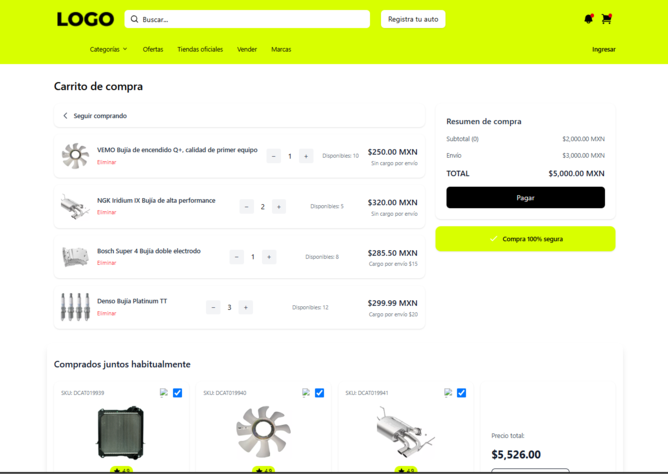 LOGO
Buscar...
Registra tu auto
Categorías
Ofertas
Tiendas oficiales
Vender
Marcas
Ingresar
Carrito de compra
Seguir comprando
VEMO Bujía de encendido Q+, calidad de primer equipo
Eliminar
− 1 +
Disponibles: 10
$250.00 MXN
Sin cargo por envío
NGK Iridium IX Bujía de alta performance
Eliminar
− 2 +
Disponibles: 5
$320.00 MXN
Sin cargo por envío
Bosch Super 4 Bujía doble electrodo
Eliminar
− 1 +
Disponibles: 8
$285.50 MXN
Cargo por envío $15
Denso Bujía Platinum TT
Eliminar
− 3 +
Disponibles: 12
$299.99 MXN
Cargo por envío $20
Resumen de compra
Subtotal (0) $2,000.00 MXN
Envío $3,000.00 MXN
TOTAL $5,000.00 MXN
Pagar
Compra 100% segura
Comprados juntos habitualmente
SKU: DCAT019939
SKU: DCAT019940
SKU: DCAT019941
4.9
4.9
4.9
Precio total:
$5,526.00